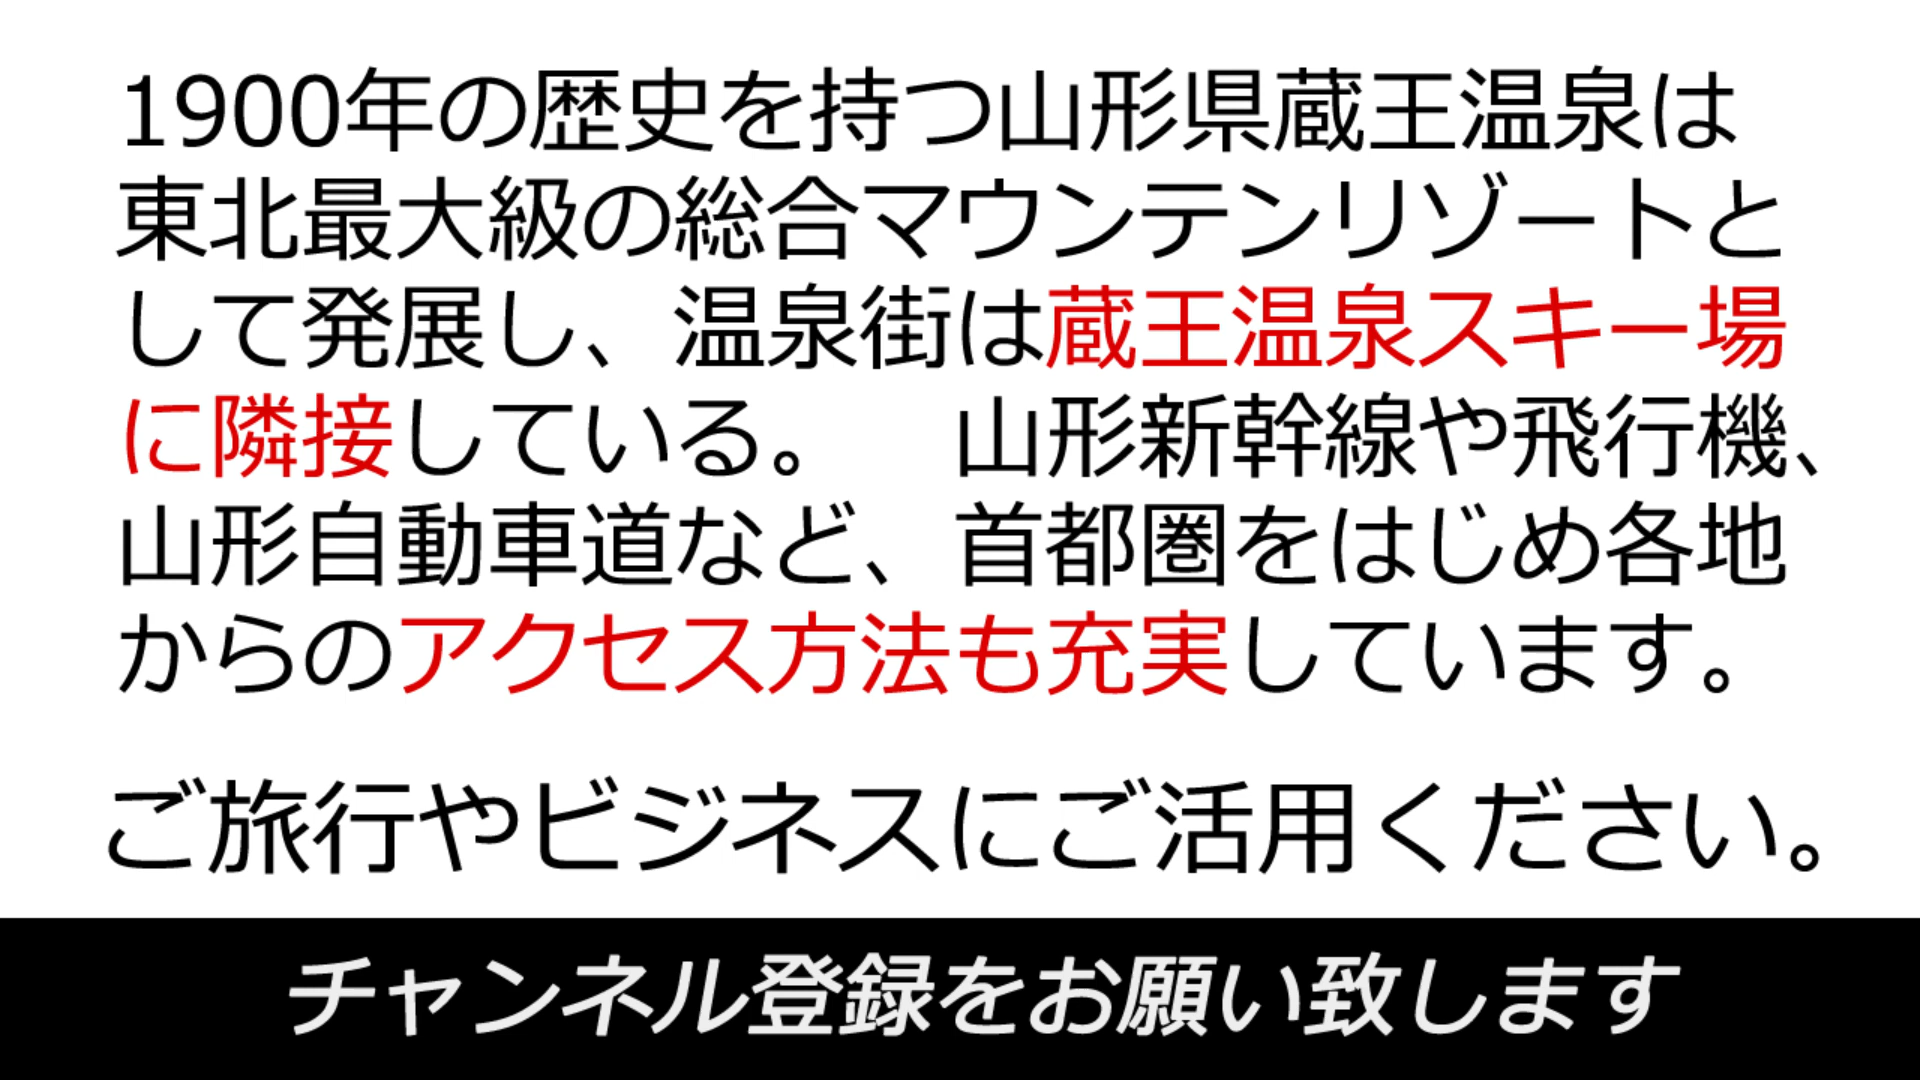 1900年の歴史を持つ山形県蔵王温泉は
東北最大級の総合マウンテンリゾートと
して発展し、温泉街は蔵王温泉スキー場
に隣接している。　山形新幹線や飛行機、
山形自動車道など、首都圏をはじめ各地
からのアクセス方法も充実しています。
ご旅行やビジネスにご活用ください。
チャンネル登録をお願い致します